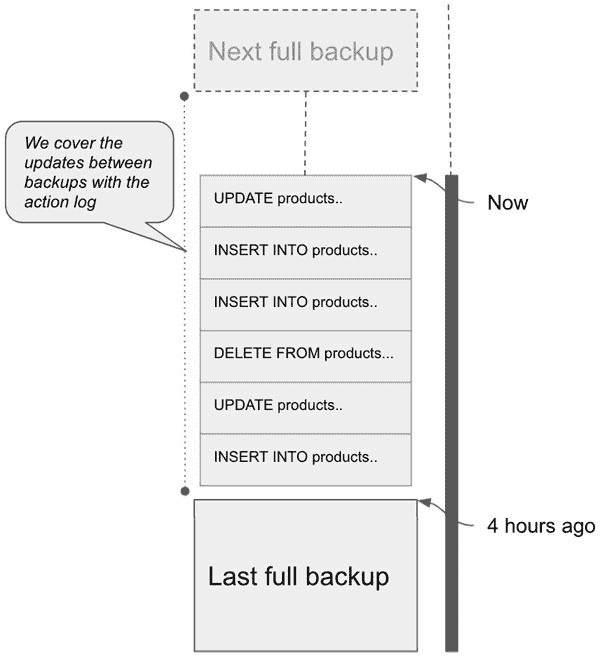 Next full backup
We cover the
updates between
backups with the
action log
UPDATE products..
Now
INSERT INTO products..
INSERT INTO products..
DELETE FROM products...
UPDATE products..
INSERT INTO products..
4 hours ago
Last full backup